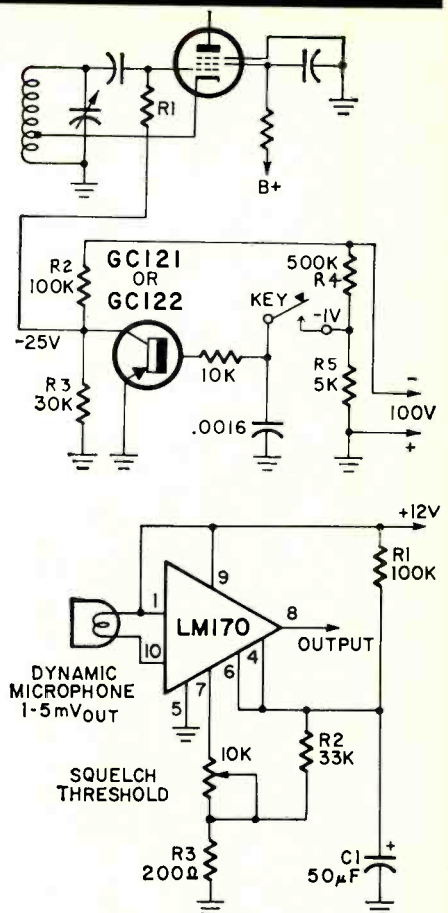 R1
B+
GC121
OR
GC122
R2
100K
500K
R4
KEY
-1V
-25V
10K
R5
5K
R3
30K
-
100V
+
.0016
+12V
R1
100K
9
1
LM170
8
OUTPUT
10
6
4
DYNAMIC
MICROPHONE
1-5mVOUT
5
7
10K
R2
33K
SQUELCH
THRESHOLD
R3
200Ω
C1
50µF
+